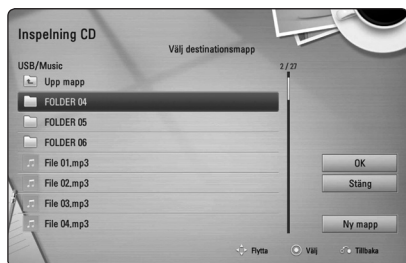 Inspelning CD
Välj destinationsmapp
USB/Music
2 / 27
Upp mapp
FOLDER 04
FOLDER 05
FOLDER 06
File 01.mp3
File 02.mp3
File 03.mp3
File 04.mp3
OK
Stäng
Ny mapp
Flytta
Välj
Tillbaka